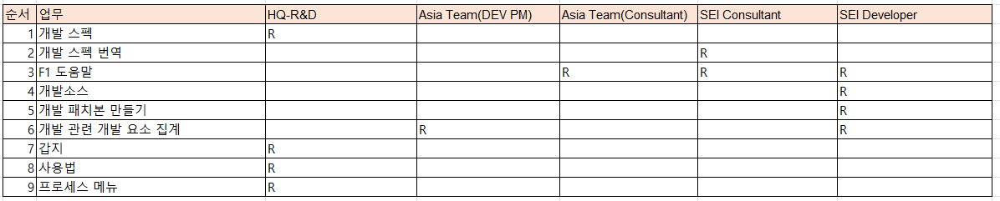 순서 업무 HQ-R&D Asia Team(DEV PM) Asia Team(Consultant) SEI Consultant SEI Developer
1 개발 스펙 R
2 개발 스펙 번역 R
3 F1 도움말 R R R
4 개발소스 R
5 개발 패치본 만들기 R
6 개발 관련 개발 요소 집계 R R
7 갑지 R
8 사용법 R
9 프로세스 메뉴 R